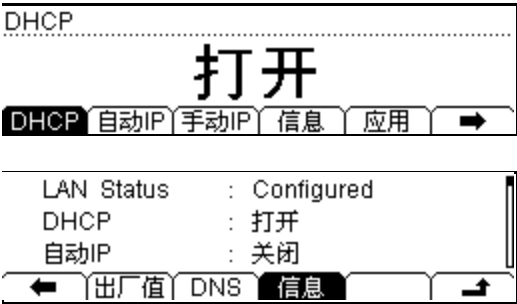 DHCP
打开
DHCP 自动IP 手动IP 信息 应用
LAN Status : Configured
DHCP : 打开
自动IP : 关闭
出厂值 DNS 信息